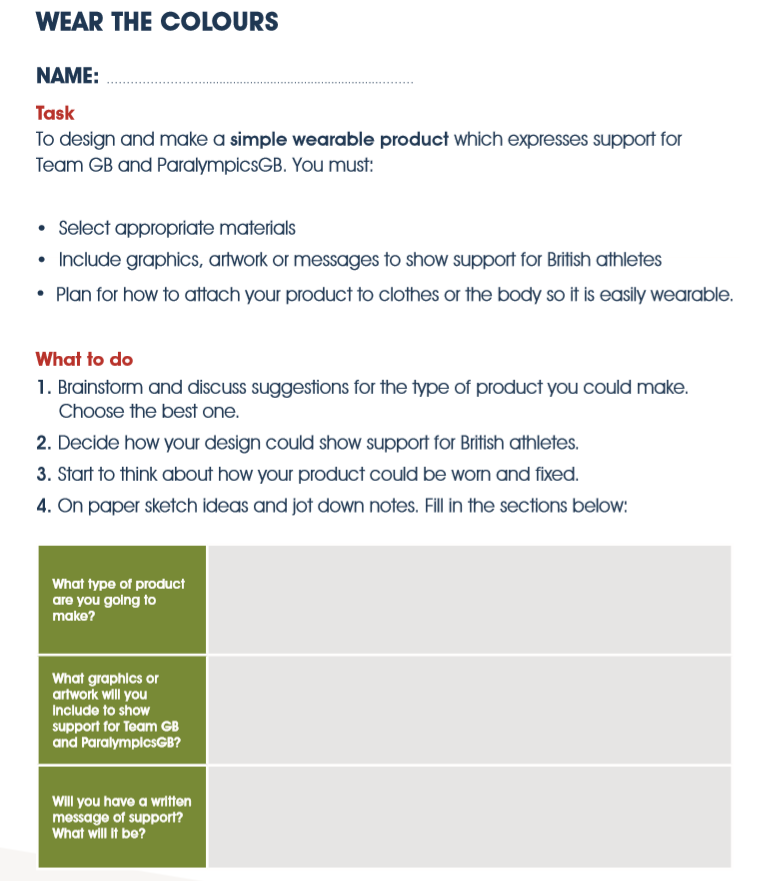 WEAR THE COLOURS
NAME:
Task
To design and make a simple wearable product which expresses support for
Team GB and ParalympicsGB. You must:
• Select appropriate materials
• Include graphics, artwork or messages to show support for British athletes
• Plan for how to attach your product to clothes or the body so it is easily wearable.
What to do
1. Brainstorm and discuss suggestions for the type of product you could make.
Choose the best one.
2. Decide how your design could show support for British athletes.
3. Start to think about how your product could be worn and fixed.
4. On paper sketch ideas and jot down notes. Fill in the sections below:
What type of product
are you going to
make?
What graphics or
artwork will you
include to show
support for Team GB
and ParalympicsGB?
Will you have a written
message of support?
What will it be?